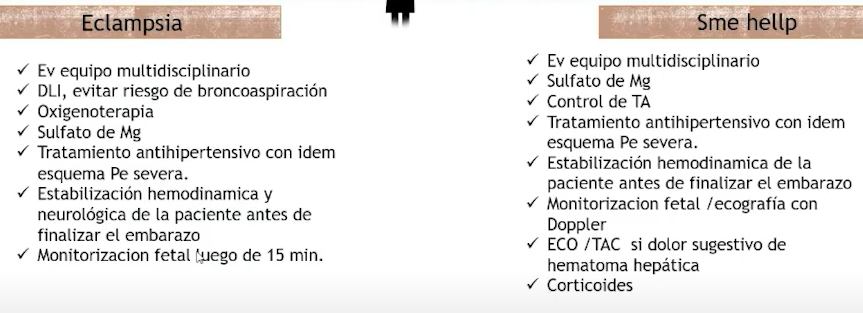 Eclampsia
✓ Ev equipo multidisciplinario
✓ DLI, evitar riesgo de broncoaspiración
✓ Oxigenoterapia
✓ Sulfato de Mg
✓ Tratamiento antihipertensivo con idem
esquema Pe severa.
✓ Estabilización hemodinamica y
neurológica de la paciente antes de
finalizar el embarazo
✓ Monitorizacion fetal luego de 15 min.
Sme hellp
✓ Ev equipo multidisciplinario
✓ Sulfato de Mg
✓ Control de TA
✓ Tratamiento antihipertensivo con idem
esquema Pe severa.
✓ Estabilización hemodinamica de la
paciente antes de finalizar el embarazo
✓ Monitorizacion fetal /ecografía con
Doppler
✓ ECO /TAC si dolor sugestivo de
hematoma hepática
✓ Corticoides